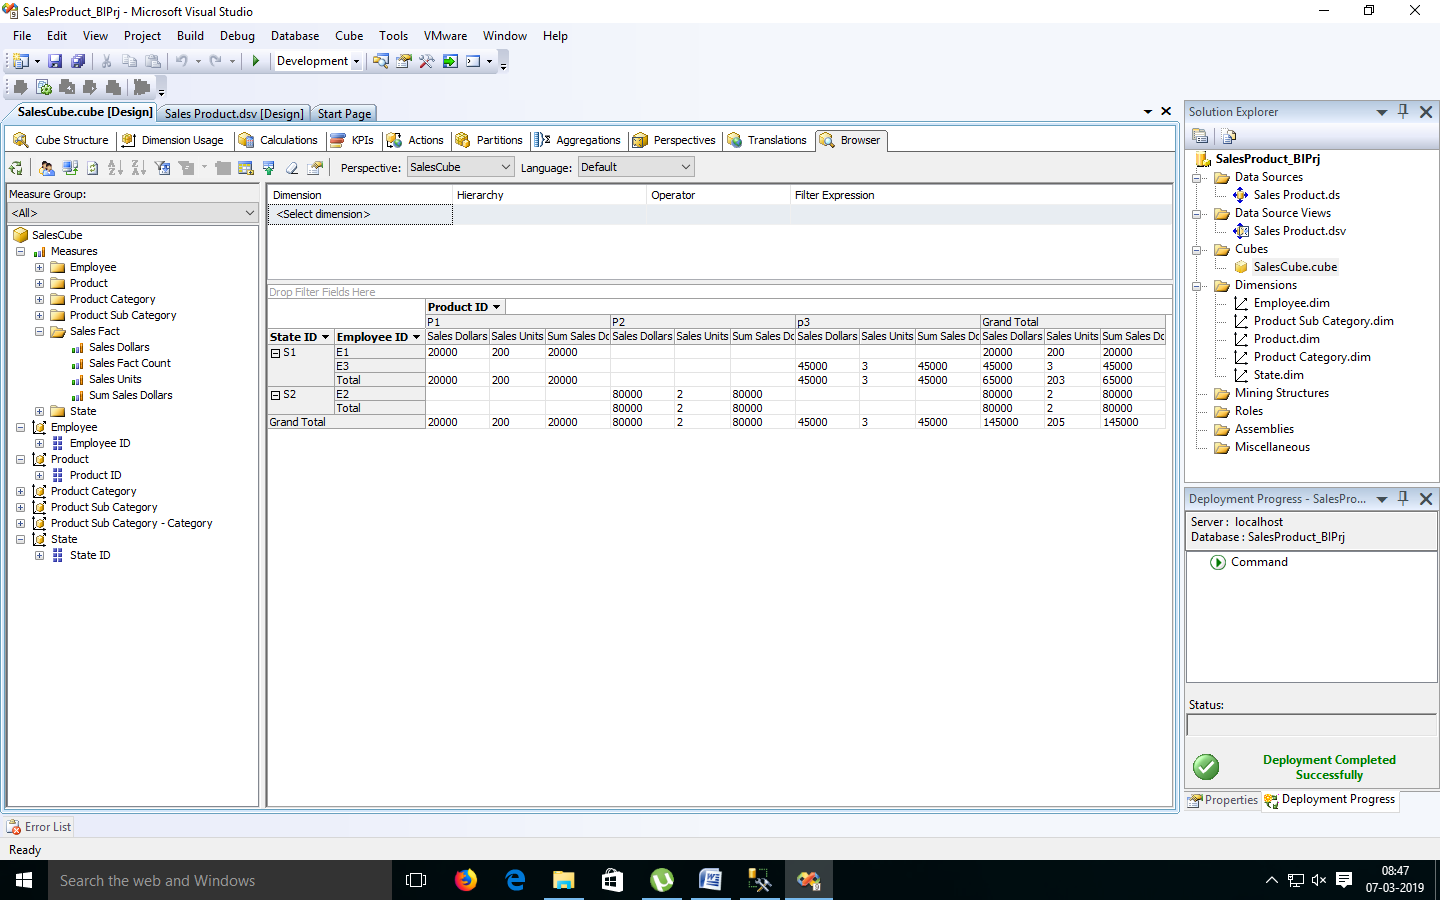 SalesProduct_BIPrj - Microsoft Visual Studio
File Edit View Project Build Debug Database Cube Tools VMware Window Help
Development
SalesCube.cube [Design] Sales Product.dsv [Design] Start Page
Cube Structure Dimension Usage Calculations KPIs Actions Partitions Aggregations Perspectives Translations Browser
Perspective: SalesCube Language: Default
Measure Group:
<All>
SalesCube
Measures
Employee
Product
Product Category
Product Sub Category
Sales Fact
Sales Dollars
Sales Fact Count
Sales Units
Sum Sales Dollars
State
Employee
Employee ID
Product
Product ID
Product Category
Product Sub Category
Product Sub Category - Category
State
State ID
Dimension Hierarchy Operator Filter Expression
<Select dimension>
Drop Filter Fields Here
Product ID
P1 P2 p3 Grand Total
State ID Employee ID Sales Dollars Sales Units Sum Sales Do Sales Dollars Sales Units Sum Sales Do Sales Dollars Sales Units Sum Sales Do Sales Dollars Sales Units Sum Sales Do
S1 E1 20000 200 20000 20000 200 20000
E3 45000 3 45000 45000 3 45000
Total 20000 200 20000 45000 3 45000 65000 203 65000
S2 E2 80000 2 80000 80000 2 80000
Total 80000 2 80000 80000 2 80000
Grand Total 20000 200 20000 80000 2 80000 45000 3 45000 145000 205 145000
Solution Explorer
SalesProduct_BIPrj
Data Sources
Sales Product.ds
Data Source Views
Sales Product.dsv
Cubes
SalesCube.cube
Dimensions
Employee.dim
Product Sub Category.dim
Product.dim
Product Category.dim
State.dim
Mining Structures
Roles
Assemblies
Miscellaneous
Deployment Progress - SalesPro...
Server : localhost
Database : SalesProduct_BIPrj
Command
Status:
Deployment Completed
Successfully
Properties Deployment Progress
Error List
Ready
Search the web and Windows
08:47
07-03-2019